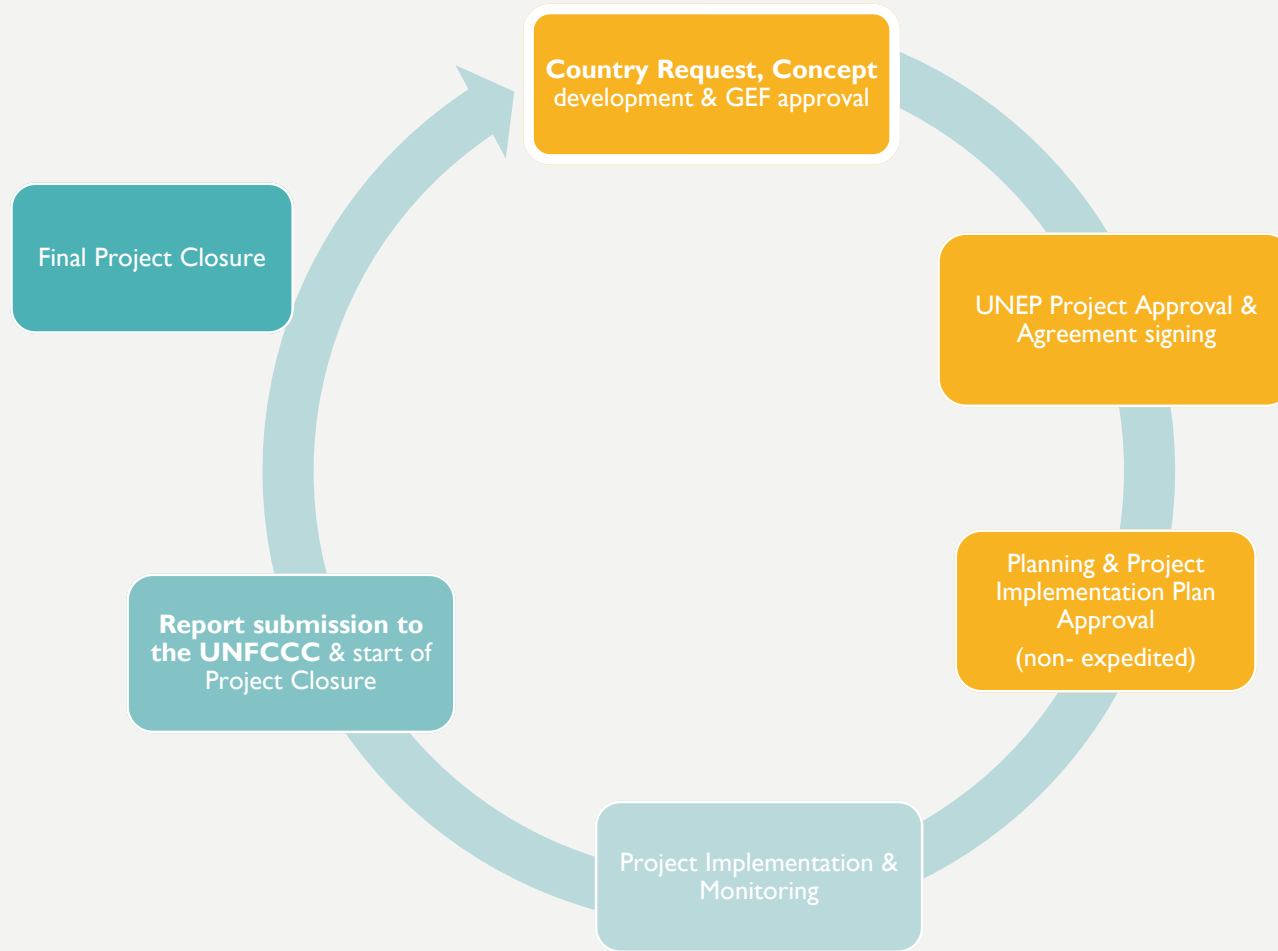 Country Request, Concept
development & GEF approval
UNEP Project Approval &
Agreement signing
Planning & Project
Implementation Plan
Approval
(non- expedited)
Project Implementation &
Monitoring
Report submission to
the UNFCCC & start of
Project Closure
Final Project Closure